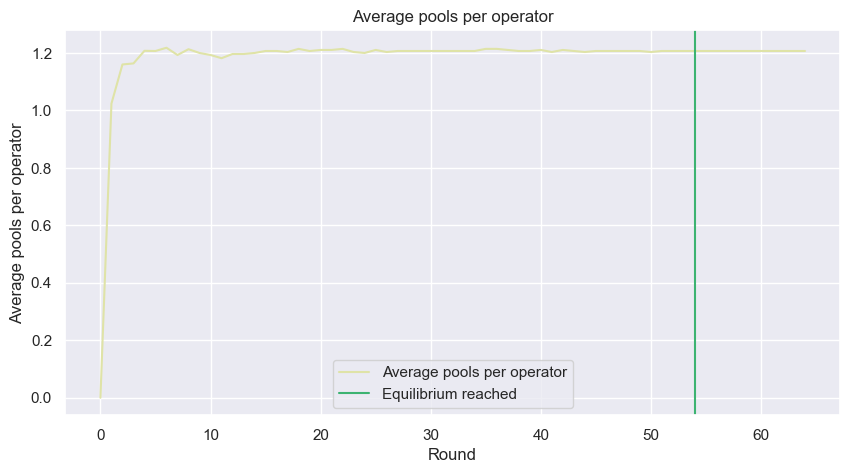 Average pools per operator
Average pools per operator
1.2
1.0
0.8
0.6
0.4
0.2
0.0
Average pools per operator
Equilibrium reached
0 10 20 30 40 50 60
Round